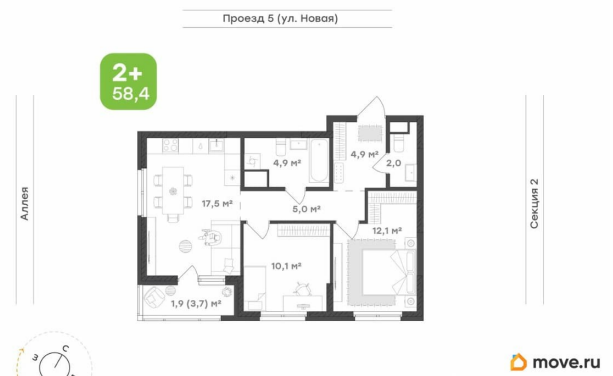 Проезд 5 (ул. Новая)
2+
58,4
4,9 м²
4,9 м²
2,0
17,5 м²
5,0 м²
12,1 м²
10,1 м²
1,9 (3,7) м²
Аллея
Секция 2
С
З
move.ru